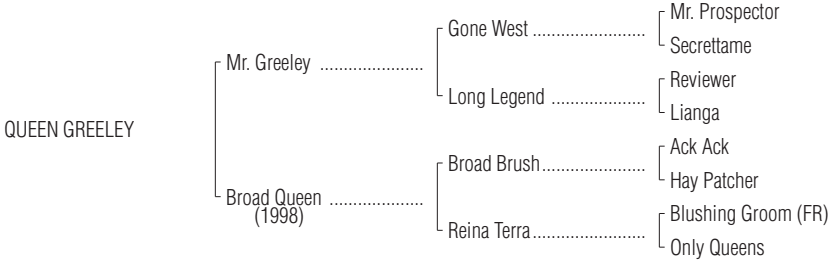 Mr. Prospector
Gone West ........................
Secrettame
Mr. Greeley ......................
Reviewer
Long Legend ....................
Lianga
QUEEN GREELEY
Ack Ack
Broad Brush......................
Hay Patcher
Broad Queen ....................
(1998)
Blushing Groom (FR)
Reina Terra........................
Only Queens